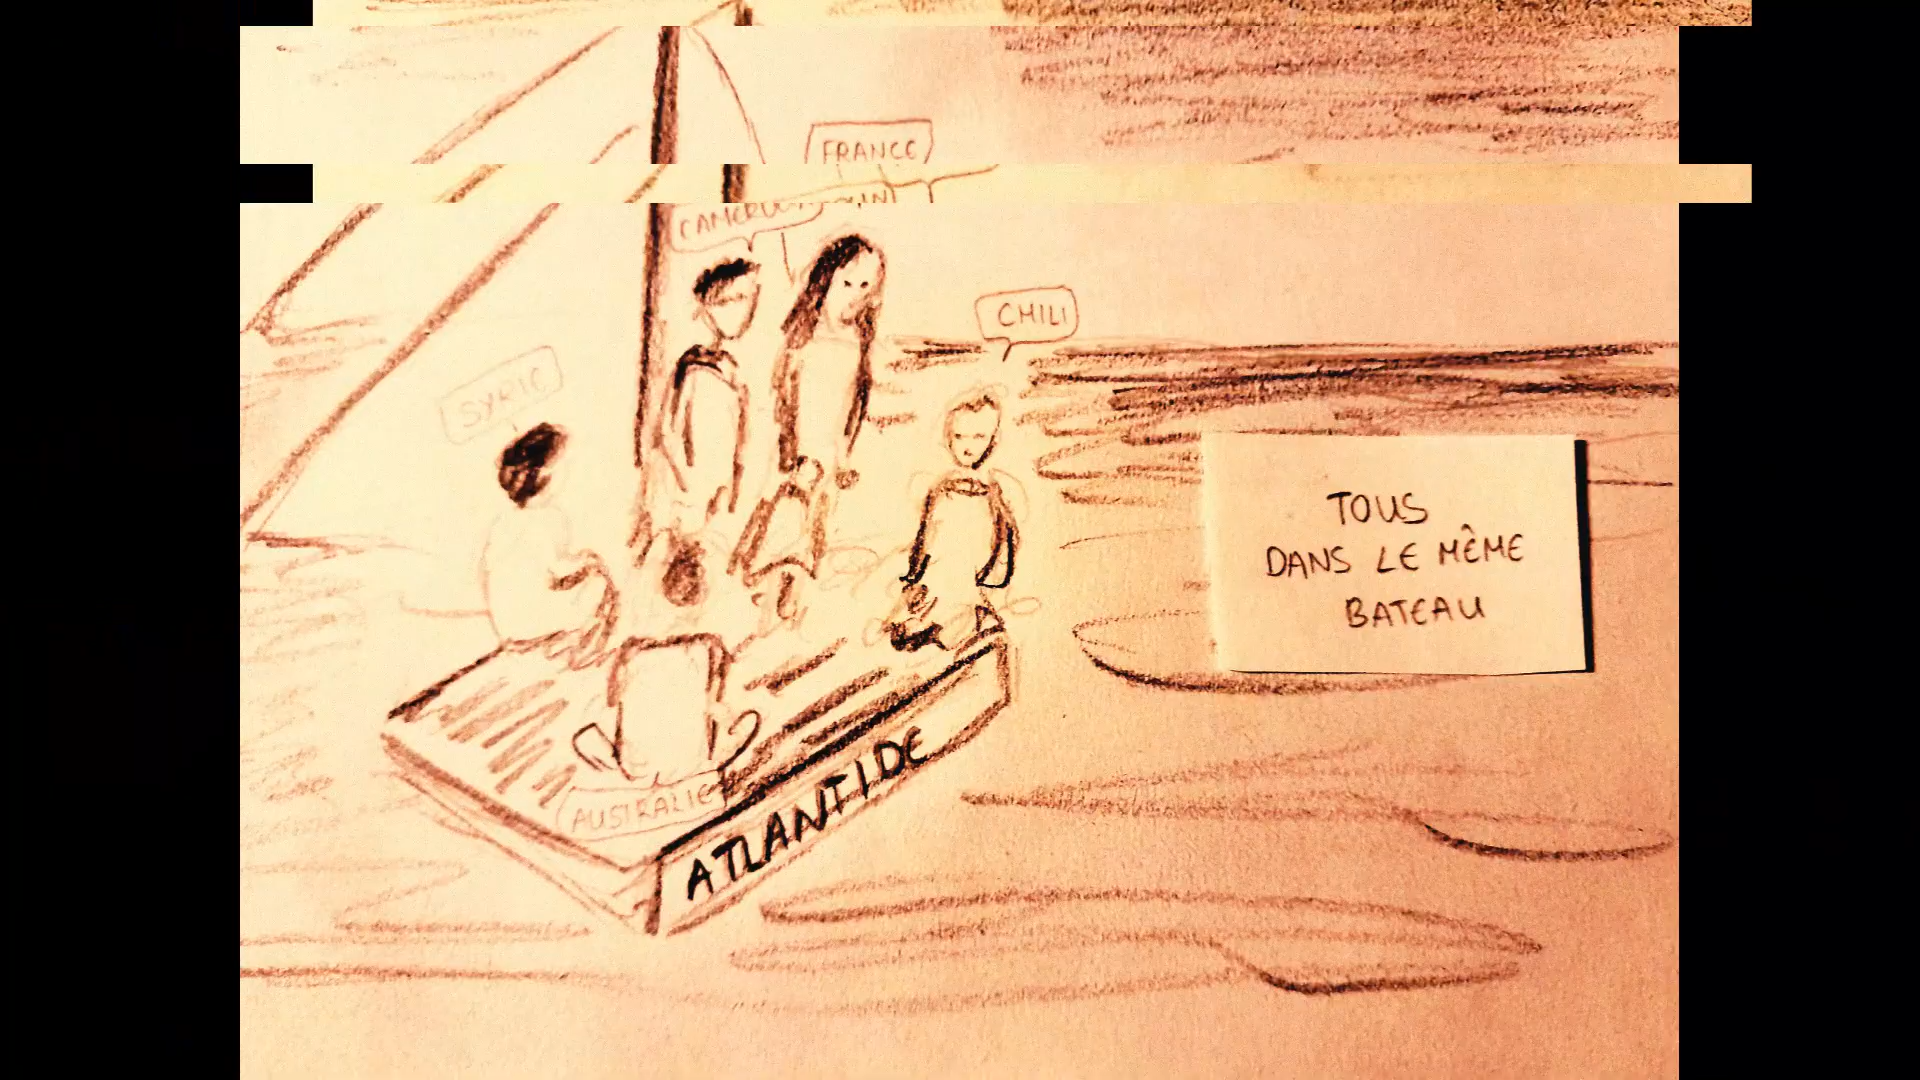 FRANCE
CHILI
SYRIE
TOUS
DANS LE MÊME
BATEAU
AUSTRALIE
ATLANTIDE